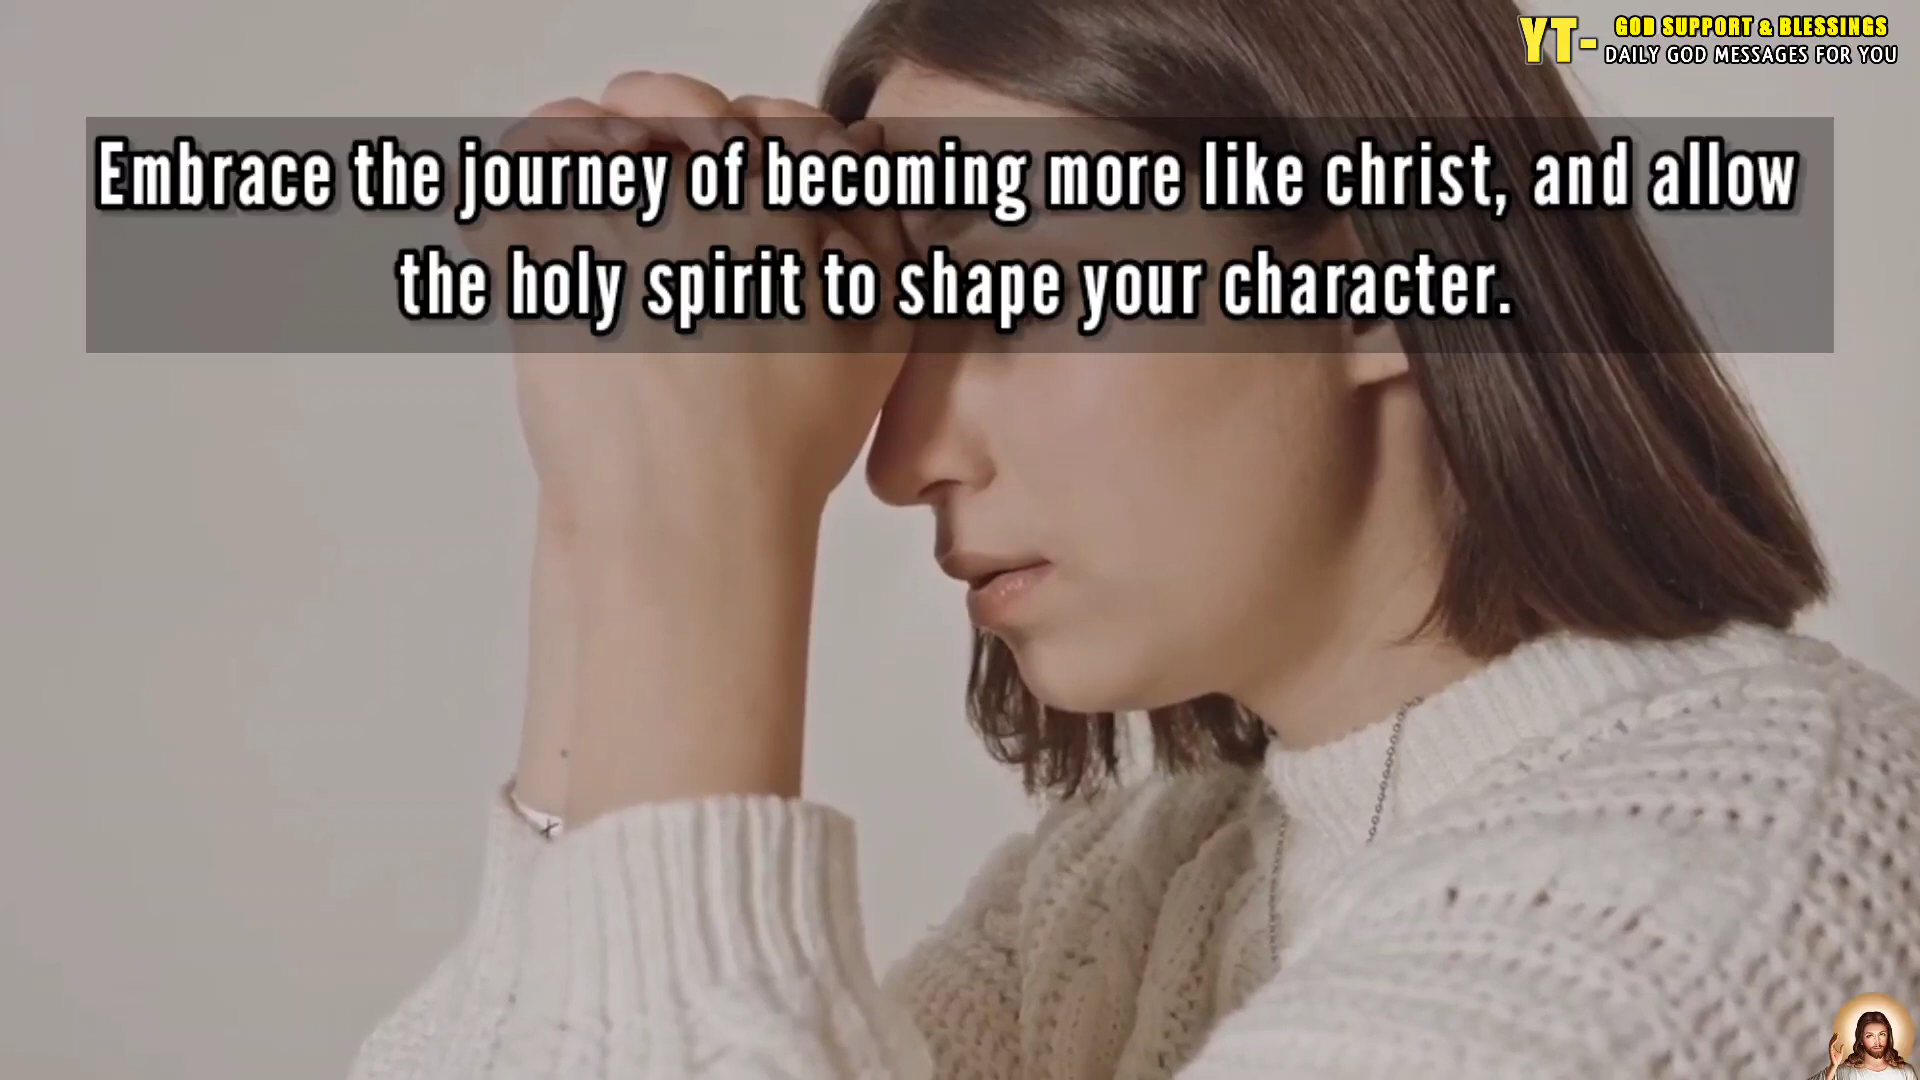 YT- GOD SUPPORT & BLESSINGS
DAILY GOD MESSAGES FOR YOU
Embrace the journey of becoming more like christ, and allow
the holy spirit to shape your character.